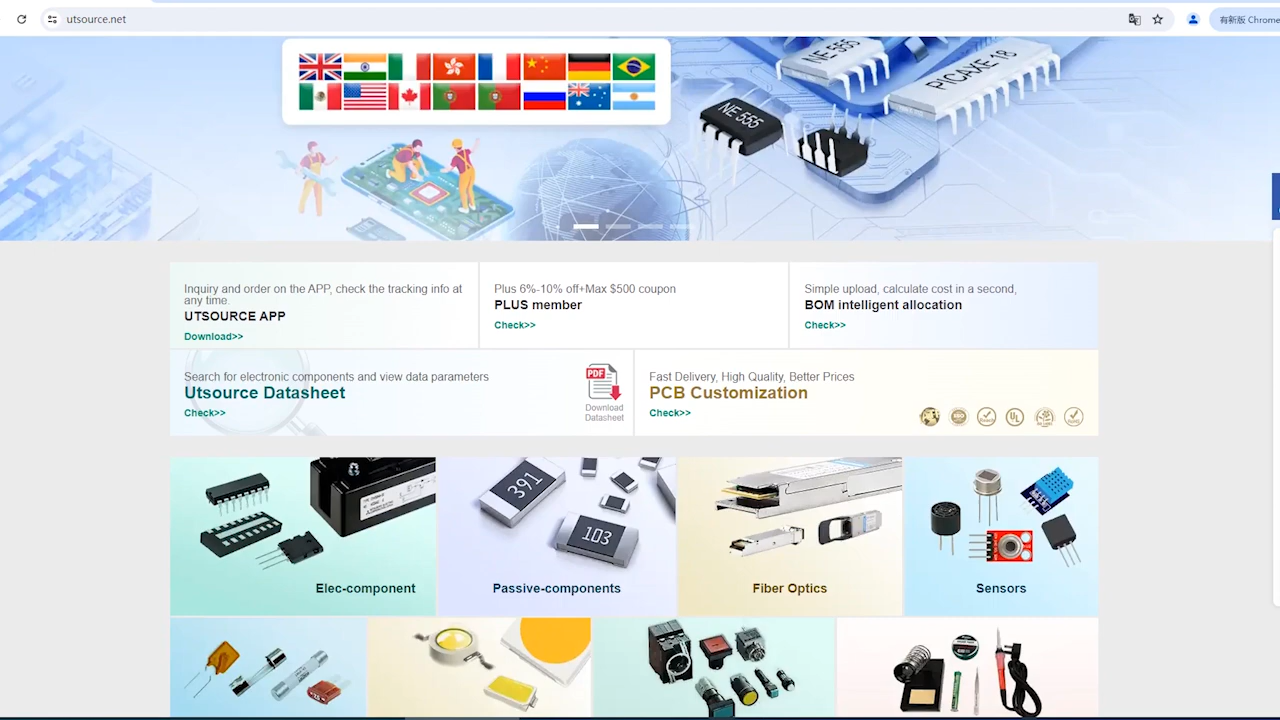 utsource.net
有新版 Chrome
NE 555
PICAXE-18
NE 555
Inquiry and order on the APP, check the tracking info at
any time.
UTSOURCE APP
Download>>
Plus 6%-10% off+Max $500 coupon
PLUS member
Check>>
Simple upload, calculate cost in a second,
BOM intelligent allocation
Check>>
Search for electronic components and view data parameters
Utsource Datasheet
Check>>
PDF
Download
Datasheet
Fast Delivery, High Quality, Better Prices
PCB Customization
Check>>
391
103
Elec-component
Passive-components
Fiber Optics
Sensors